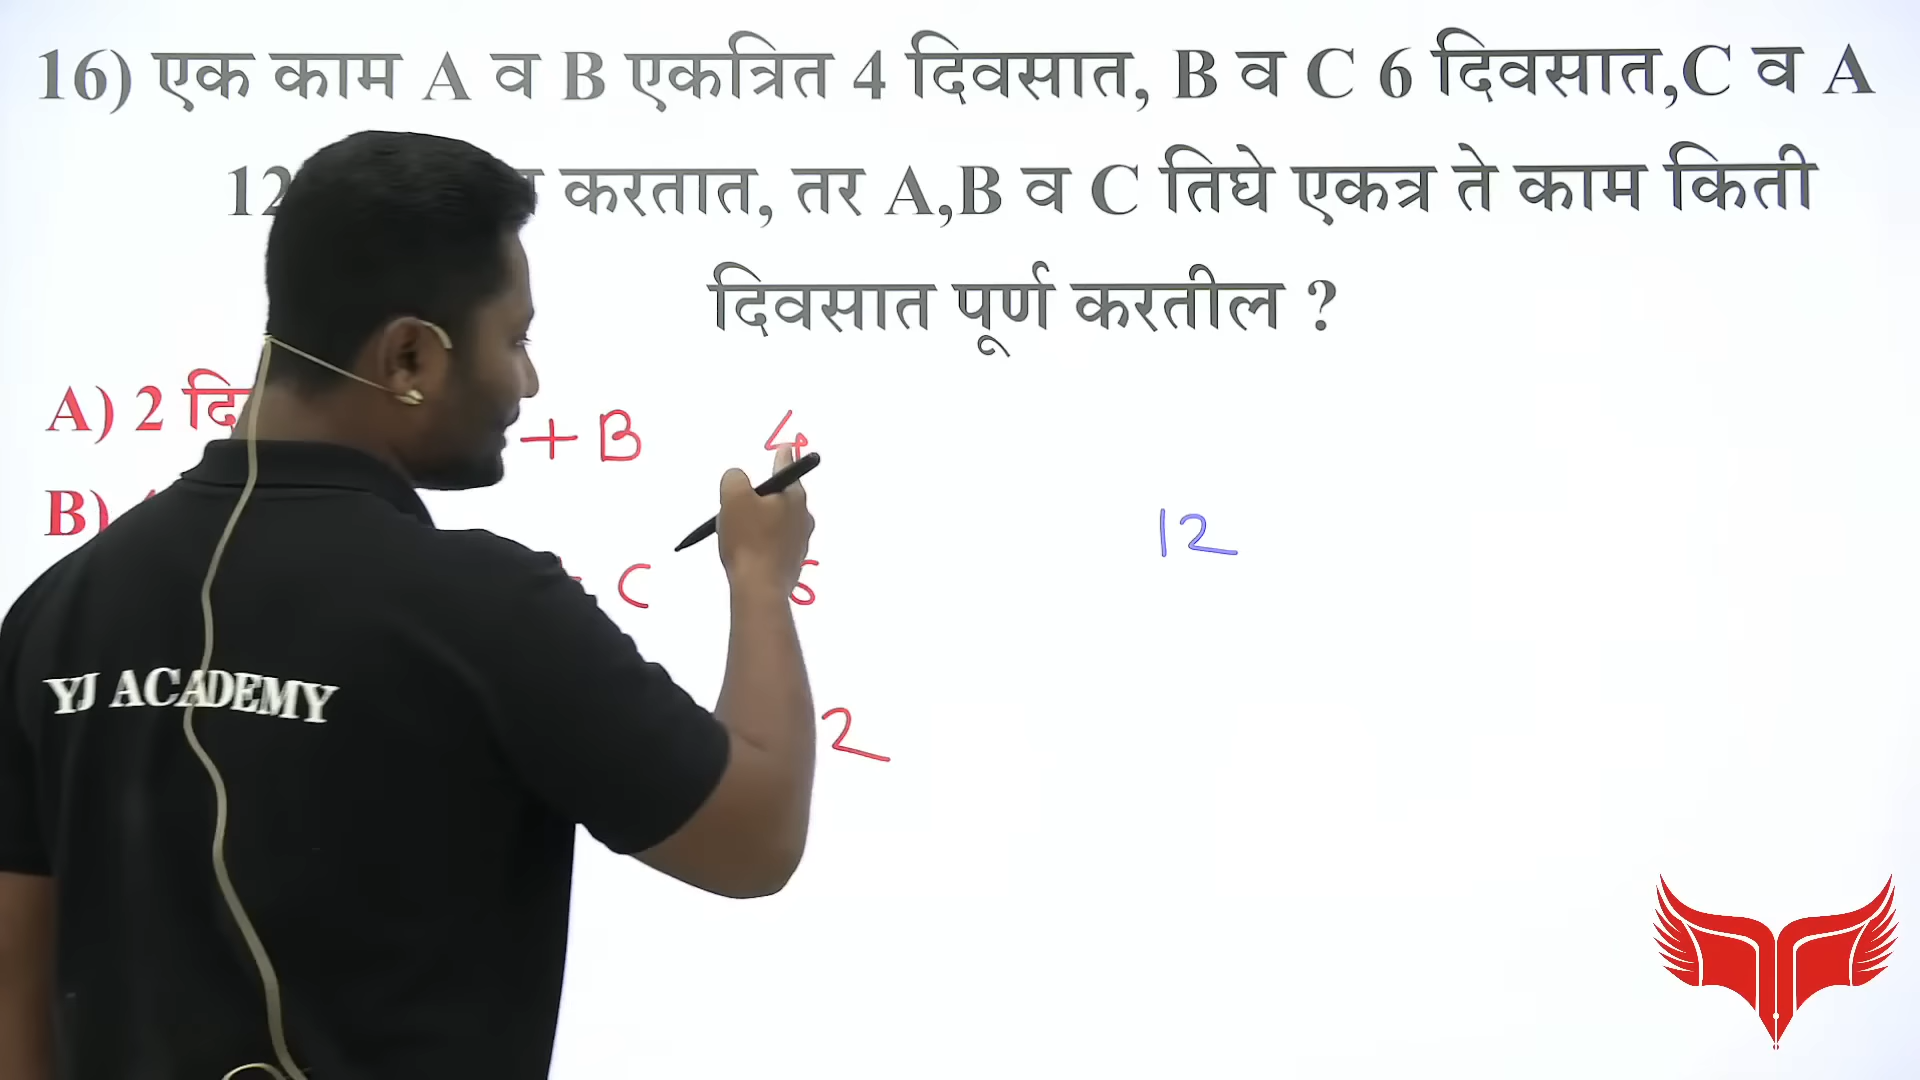 16) एक काम A व B एकत्रित 4 दिवसात, B व C 6 दिवसात,C व A
12 करतात, तर A,B व C तिघे एकत्र ते काम किती
दिवसात पूर्ण करतील ?
A) 2
+ B 4
B)
12
C 6
2
YJ ACADEMY